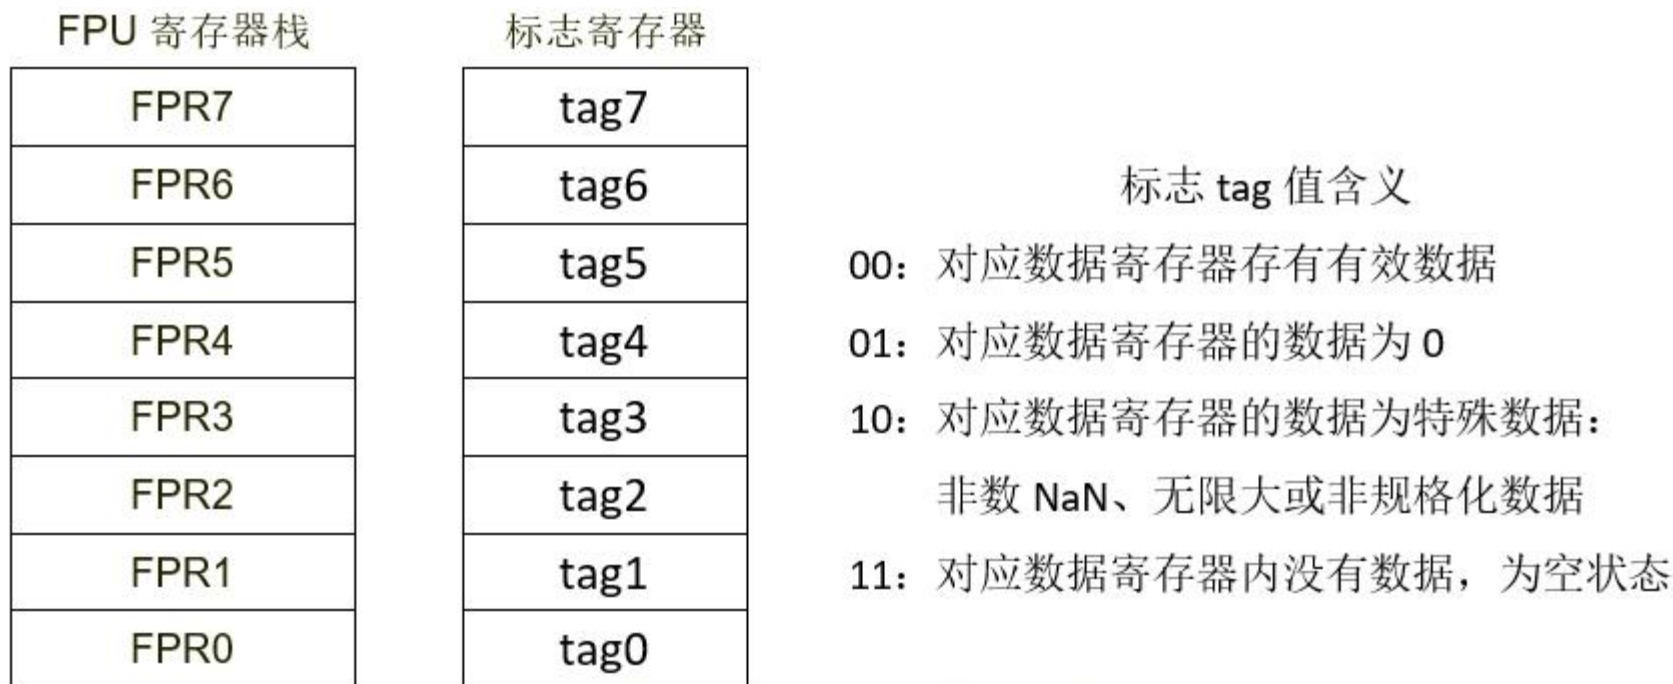 FPU 寄存器栈
标志寄存器
FPR7
tag7
FPR6
tag6
标志 tag 值含义
FPR5
tag5
00：对应数据寄存器存有有效数据
FPR4
tag4
01：对应数据寄存器的数据为 0
FPR3
tag3
10：对应数据寄存器的数据为特殊数据：
FPR2
tag2
非数 NaN、无限大或非规格化数据
FPR1
tag1
11：对应数据寄存器内没有数据，为空状态
FPR0
tag0